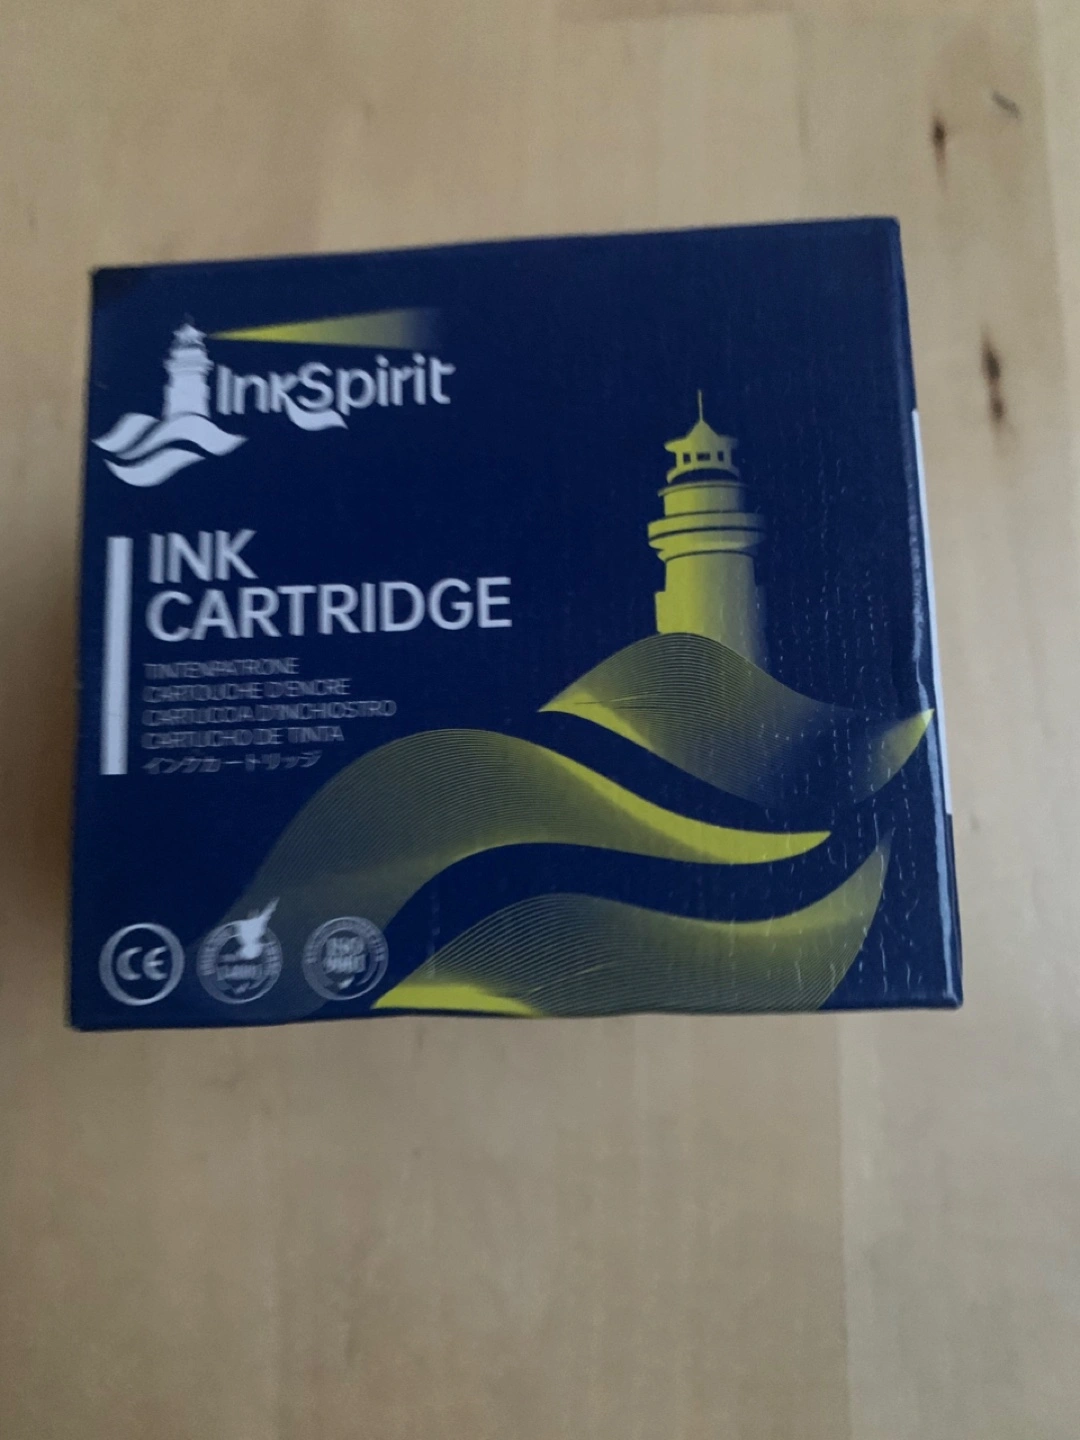 InkSpirit
INK
CARTRIDGE
TINTENPATRONE
CARTOUCHE D'ENCRE
CARTUCCIA D'INCHIOSTRO
CARTUCHO DE TINTA
インクカートリッジ
CE
ISO